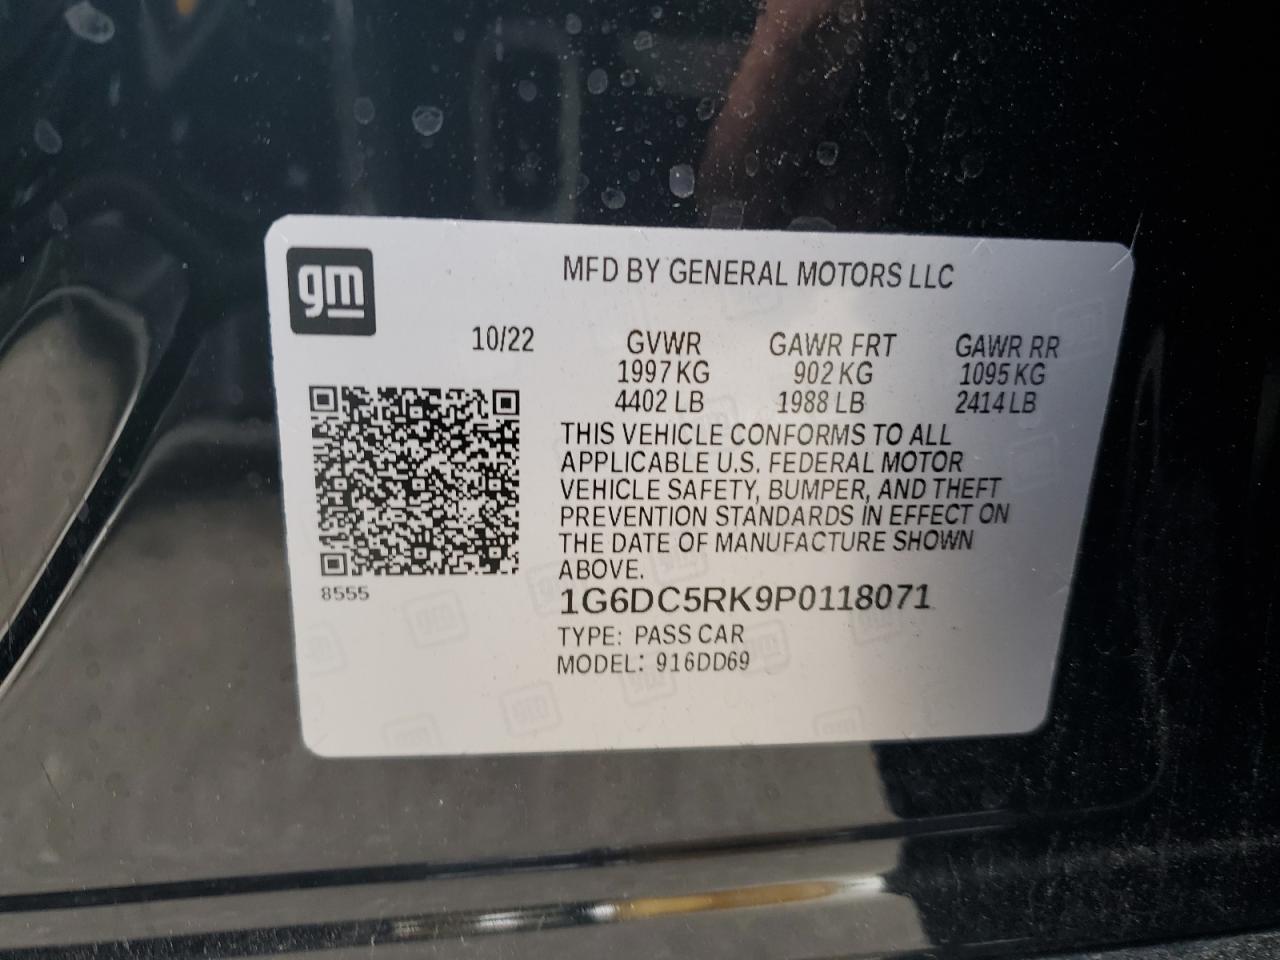 gm
MFD BY GENERAL MOTORS LLC
10/22 GVWR GAWR FRT GAWR RR
1997 KG 902 KG 1095 KG
4402 LB 1988 LB 2414 LB
THIS VEHICLE CONFORMS TO ALL
APPLICABLE U.S. FEDERAL MOTOR
VEHICLE SAFETY, BUMPER, AND THEFT
PREVENTION STANDARDS IN EFFECT ON
THE DATE OF MANUFACTURE SHOWN
ABOVE.
8555
1G6DC5RK9P0118071
TYPE: PASS CAR
MODEL: 916DD69